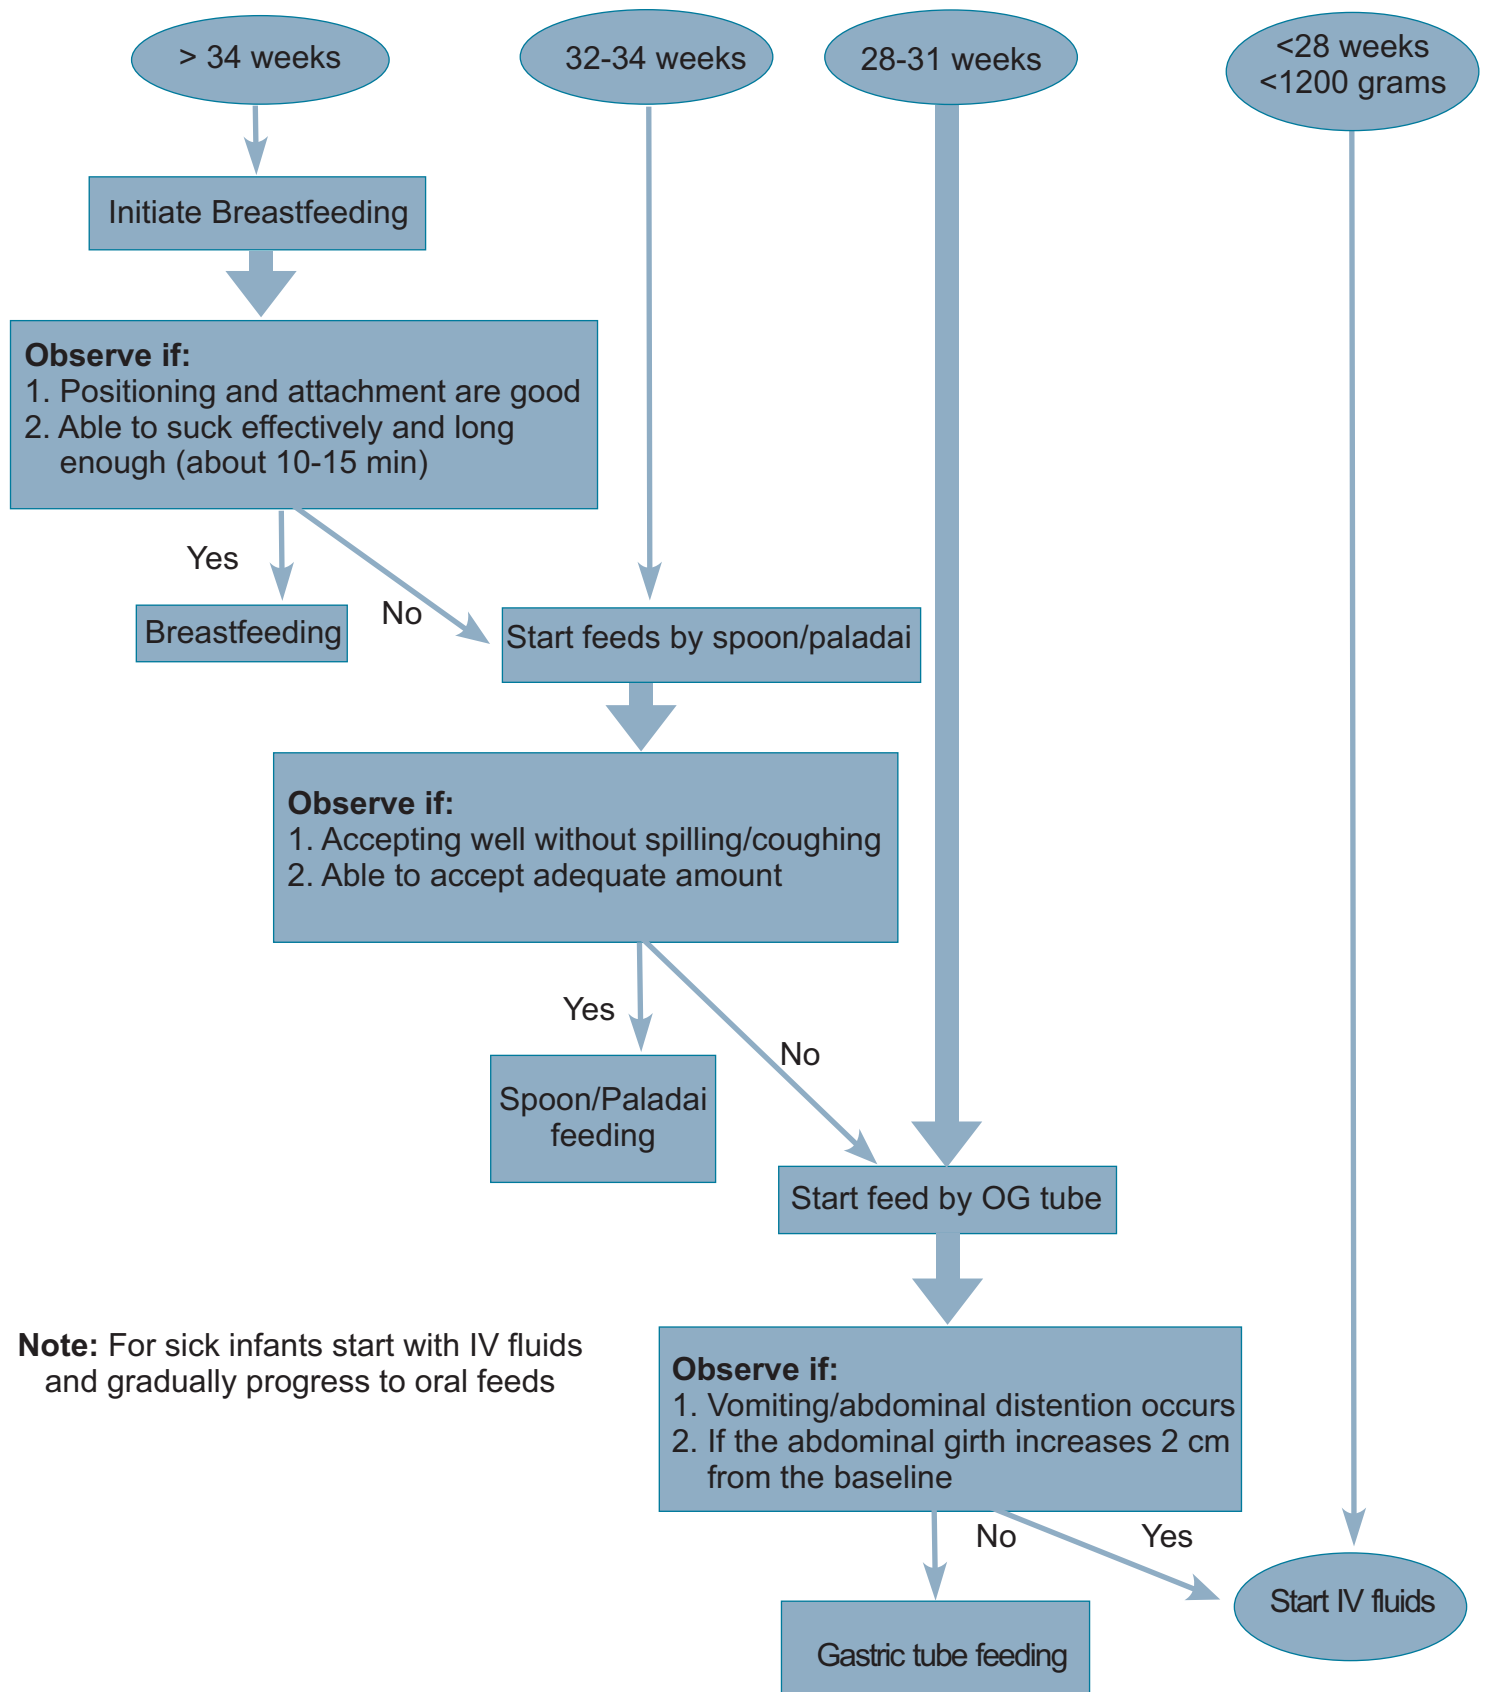 > 34 weeks
32-34 weeks
28-31 weeks
<28 weeks
<1200 grams
Initiate Breastfeeding
Observe if:
1. Positioning and attachment are good
2. Able to suck effectively and long
enough (about 10-15 min)
Yes
No
Breastfeeding
Start feeds by spoon/paladai
Observe if:
1. Accepting well without spilling/coughing
2. Able to accept adequate amount
Yes
No
Spoon/Paladai
feeding
Start feed by OG tube
Note: For sick infants start with IV fluids
and gradually progress to oral feeds
Observe if:
1. Vomiting/abdominal distention occurs
2. If the abdominal girth increases 2 cm
from the baseline
No
Yes
Start IV fluids
Gastric tube feeding